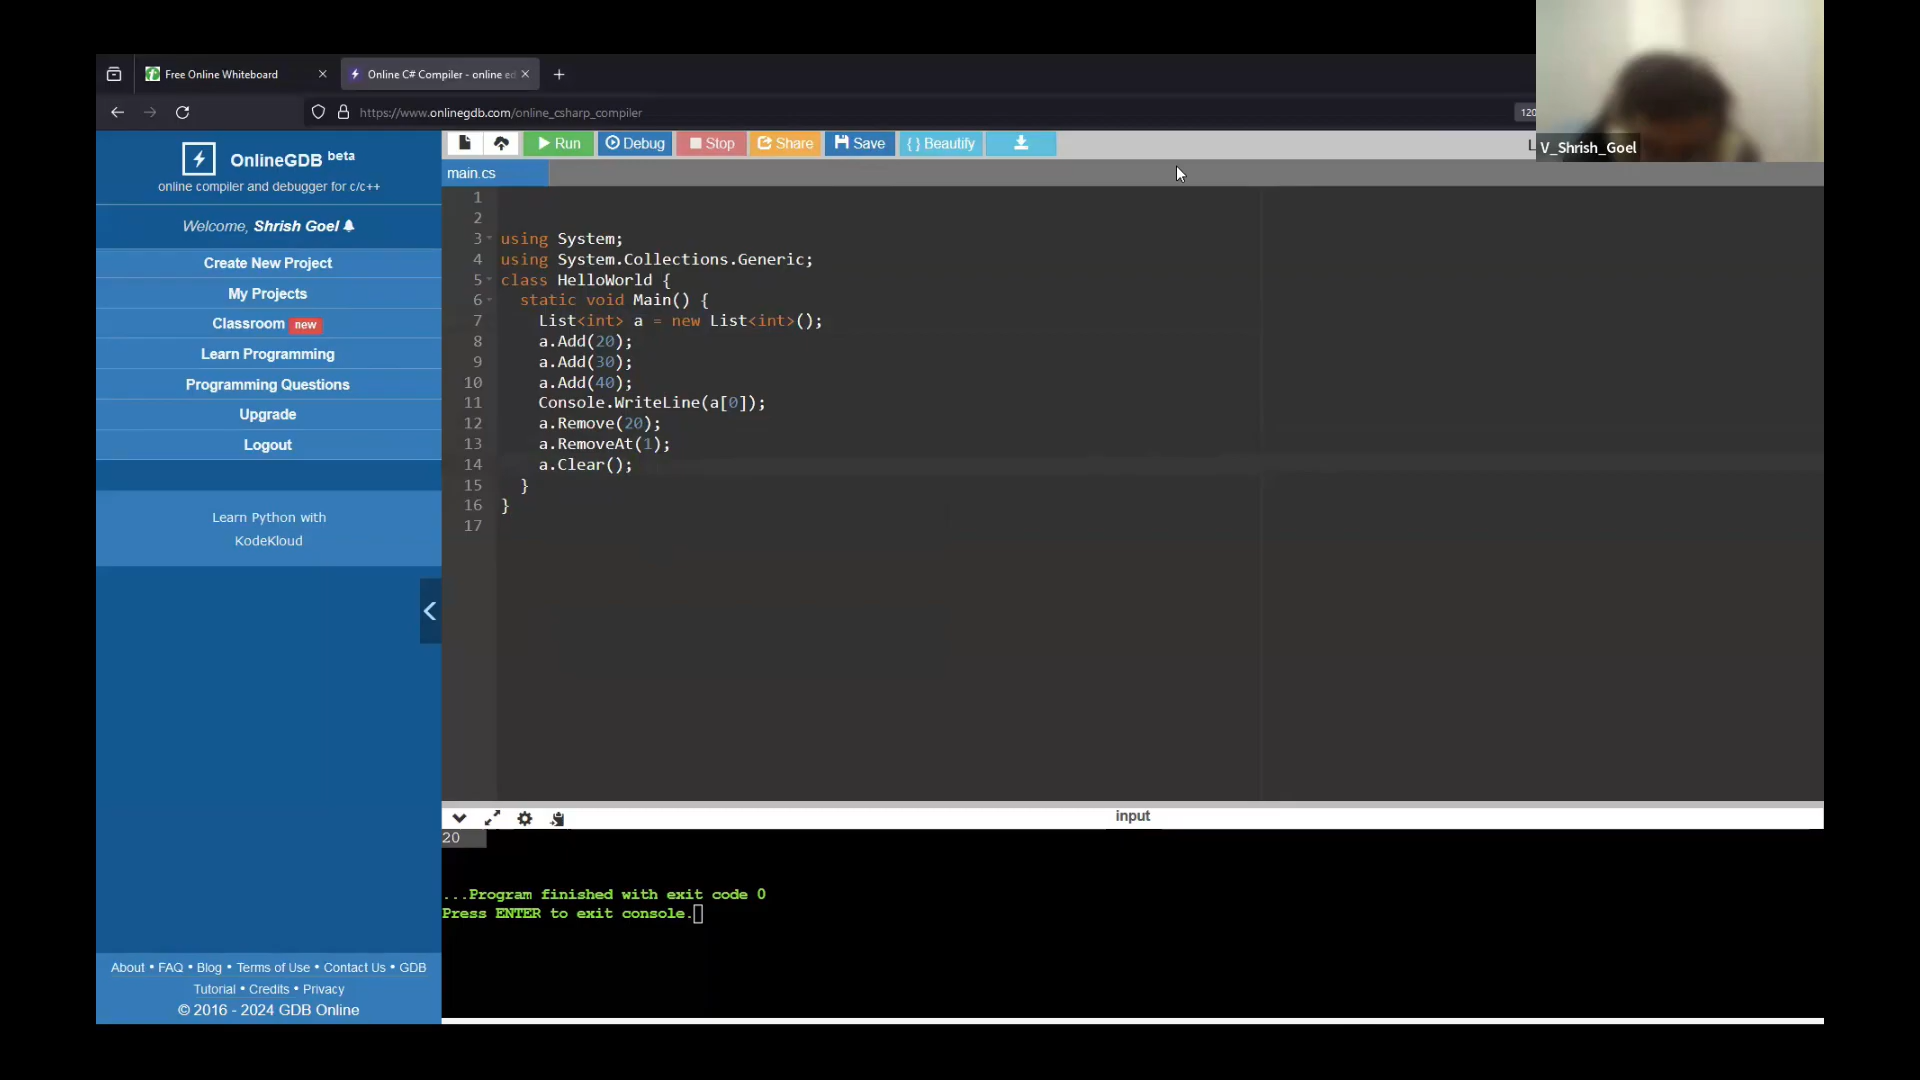 Free Online Whiteboard
Online C# Compiler - online ed
https://www.onlinegdb.com/online_csharp_compiler
120
V_Shrish_Goel
OnlineGDB beta
online compiler and debugger for c/c++
Welcome, Shrish Goel
Create New Project
My Projects
Classroom new
Learn Programming
Programming Questions
Upgrade
Logout
Learn Python with
KodeKloud
About • FAQ • Blog • Terms of Use • Contact Us • GDB
Tutorial • Credits • Privacy
© 2016 - 2024 GDB Online
Run Debug Stop Share Save { } Beautify
main.cs
1
2
3 using System;
4 using System.Collections.Generic;
5 class HelloWorld {
6 static void Main() {
7 List<int> a = new List<int>();
8 a.Add(20);
9 a.Add(30);
10 a.Add(40);
11 Console.WriteLine(a[0]);
12 a.Remove(20);
13 a.RemoveAt(1);
14 a.Clear();
15 }
16 }
17
input
20
...Program finished with exit code 0
Press ENTER to exit console.